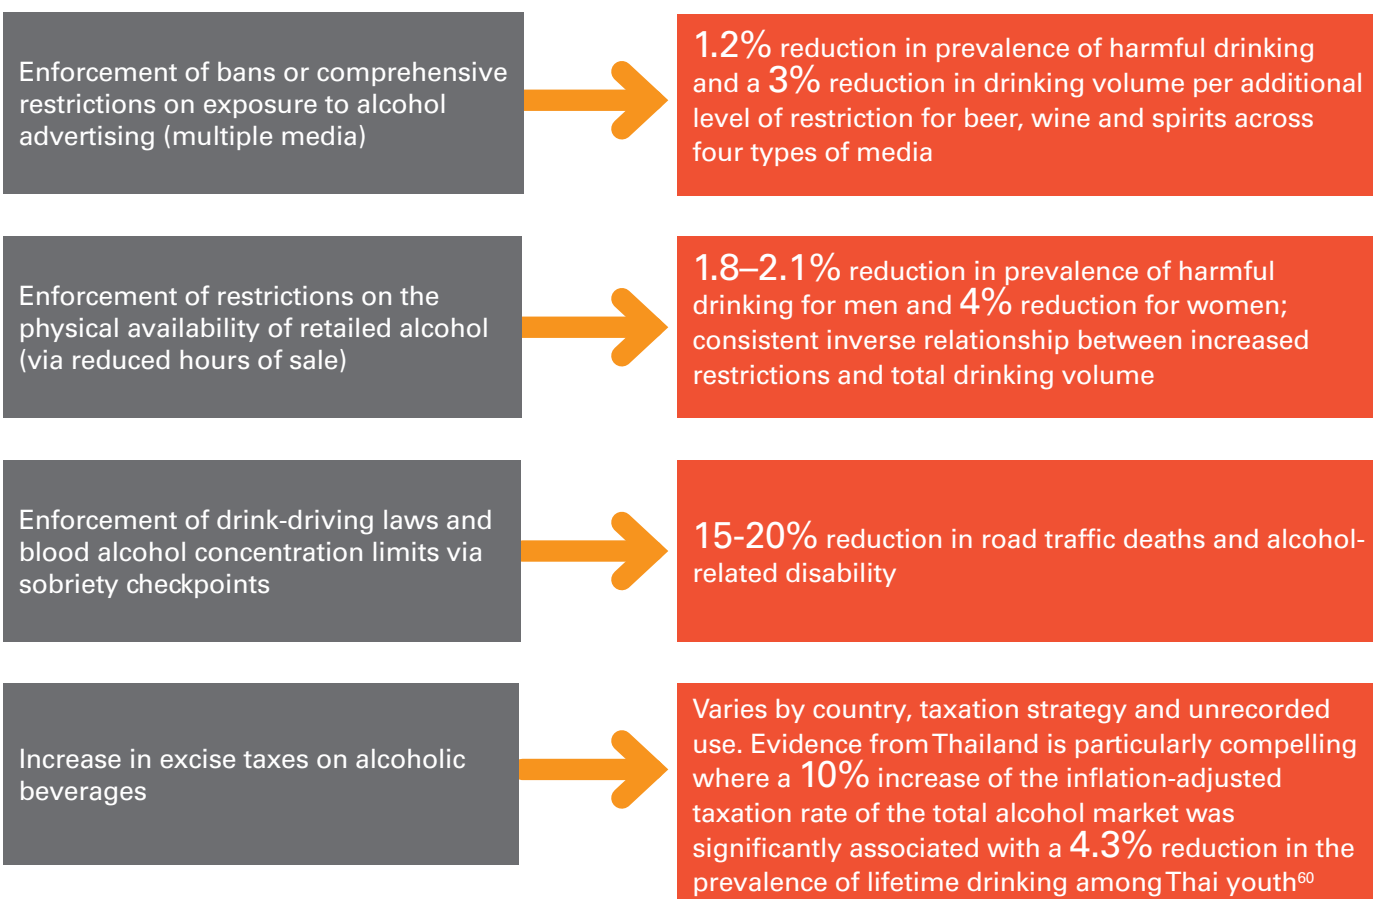 Enforcement of bans or comprehensive
restrictions on exposure to alcohol
advertising (multiple media)
1.2% reduction in prevalence of harmful drinking
and a 3% reduction in drinking volume per additional
level of restriction for beer, wine and spirits across
four types of media
Enforcement of restrictions on the
physical availability of retailed alcohol
(via reduced hours of sale)
1.8–2.1% reduction in prevalence of harmful
drinking for men and 4% reduction for women;
consistent inverse relationship between increased
restrictions and total drinking volume
Enforcement of drink-driving laws and
blood alcohol concentration limits via
sobriety checkpoints
15-20% reduction in road traffic deaths and alcohol-
related disability
Increase in excise taxes on alcoholic
beverages
Varies by country, taxation strategy and unrecorded
use. Evidence from Thailand is particularly compelling
where a 10% increase of the inflation-adjusted
taxation rate of the total alcohol market was
significantly associated with a 4.3% reduction in the
prevalence of lifetime drinking among Thai youth⁶⁰